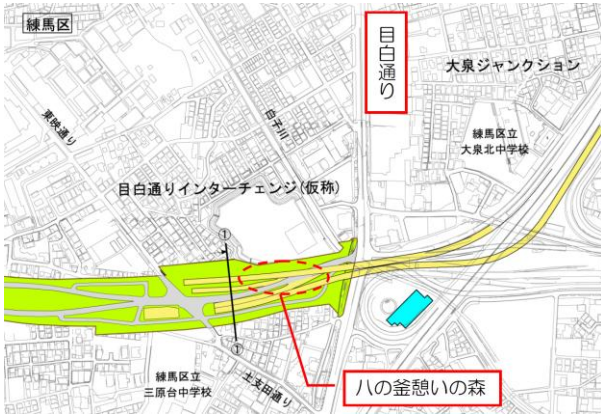 練馬区
目白通り
大泉ジャンクション
東映通り
白子川
練馬区立
大泉北中学校
目白通りインターチェンジ(仮称)
①
①
練馬区立
三原台中学校
土支田通り
八の釜憩いの森